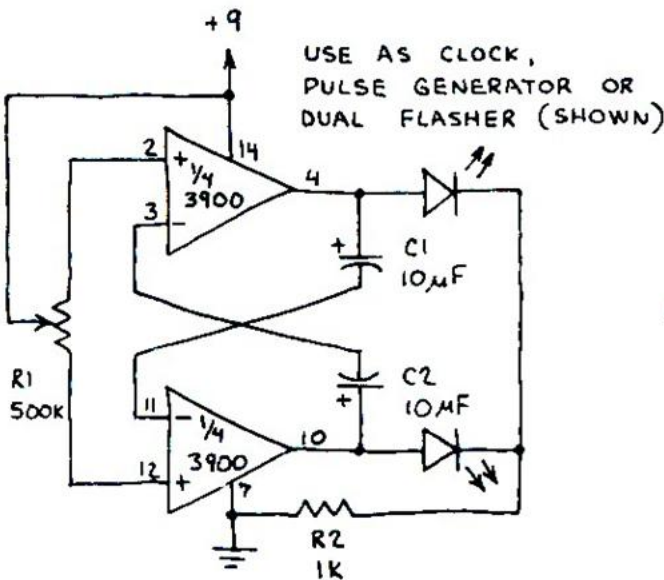 +9
USE AS CLOCK,
PULSE GENERATOR OR
DUAL FLASHER (SHOWN)
2
+
1/4
3900
14
4
3
-
+
C1
10µF
R1
500K
C2
10µF
+
11
-
1/4
3900
10
12
+
7
R2
1K